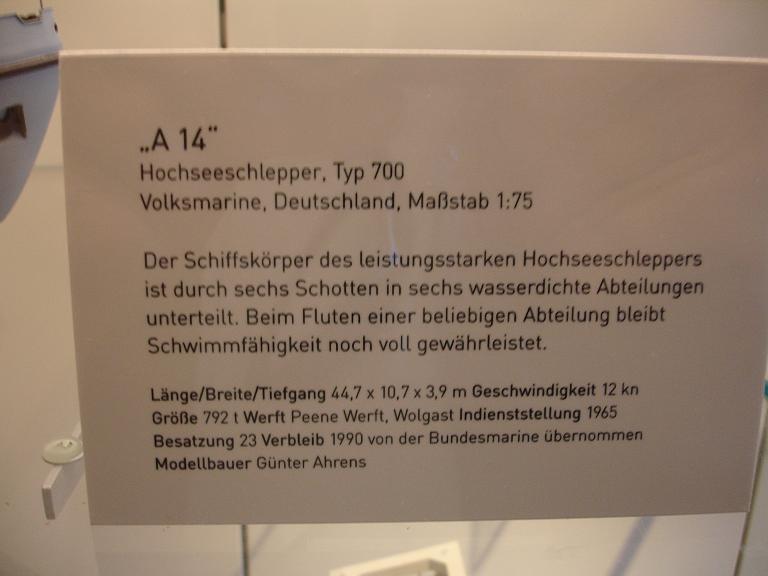 „A 14“
Hochseeschlepper, Typ 700
Volksmarine, Deutschland, Maßstab 1:75
Der Schiffskörper des leistungsstarken Hochseeschleppers
ist durch sechs Schotten in sechs wasserdichte Abteilungen
unterteilt. Beim Fluten einer beliebigen Abteilung bleibt
Schwimmfähigkeit noch voll gewährleistet.
Länge/Breite/Tiefgang 44,7 x 10,7 x 3,9 m Geschwindigkeit 12 kn
Größe 792 t Werft Peene Werft, Wolgast Indienststellung 1965
Besatzung 23 Verbleib 1990 von der Bundesmarine übernommen
Modellbauer Günter Ahrens